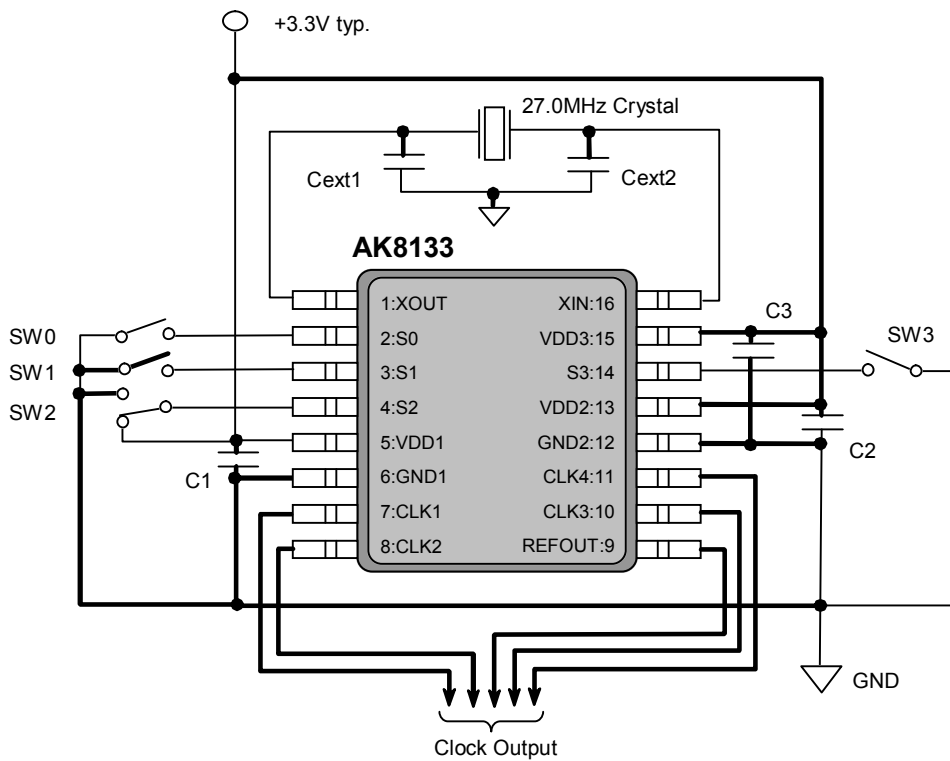 +3.3V typ.
27.0MHz Crystal
Cext1
Cext2
AK8133
1:XOUT
XIN:16
C3
SW0
2:S0
VDD3:15
SW3
SW1
3:S1
S3:14
SW2
4:S2
VDD2:13
5:VDD1
GND2:12
C2
C1
6:GND1
CLK4:11
7:CLK1
CLK3:10
8:CLK2
REFOUT:9
GND
Clock Output